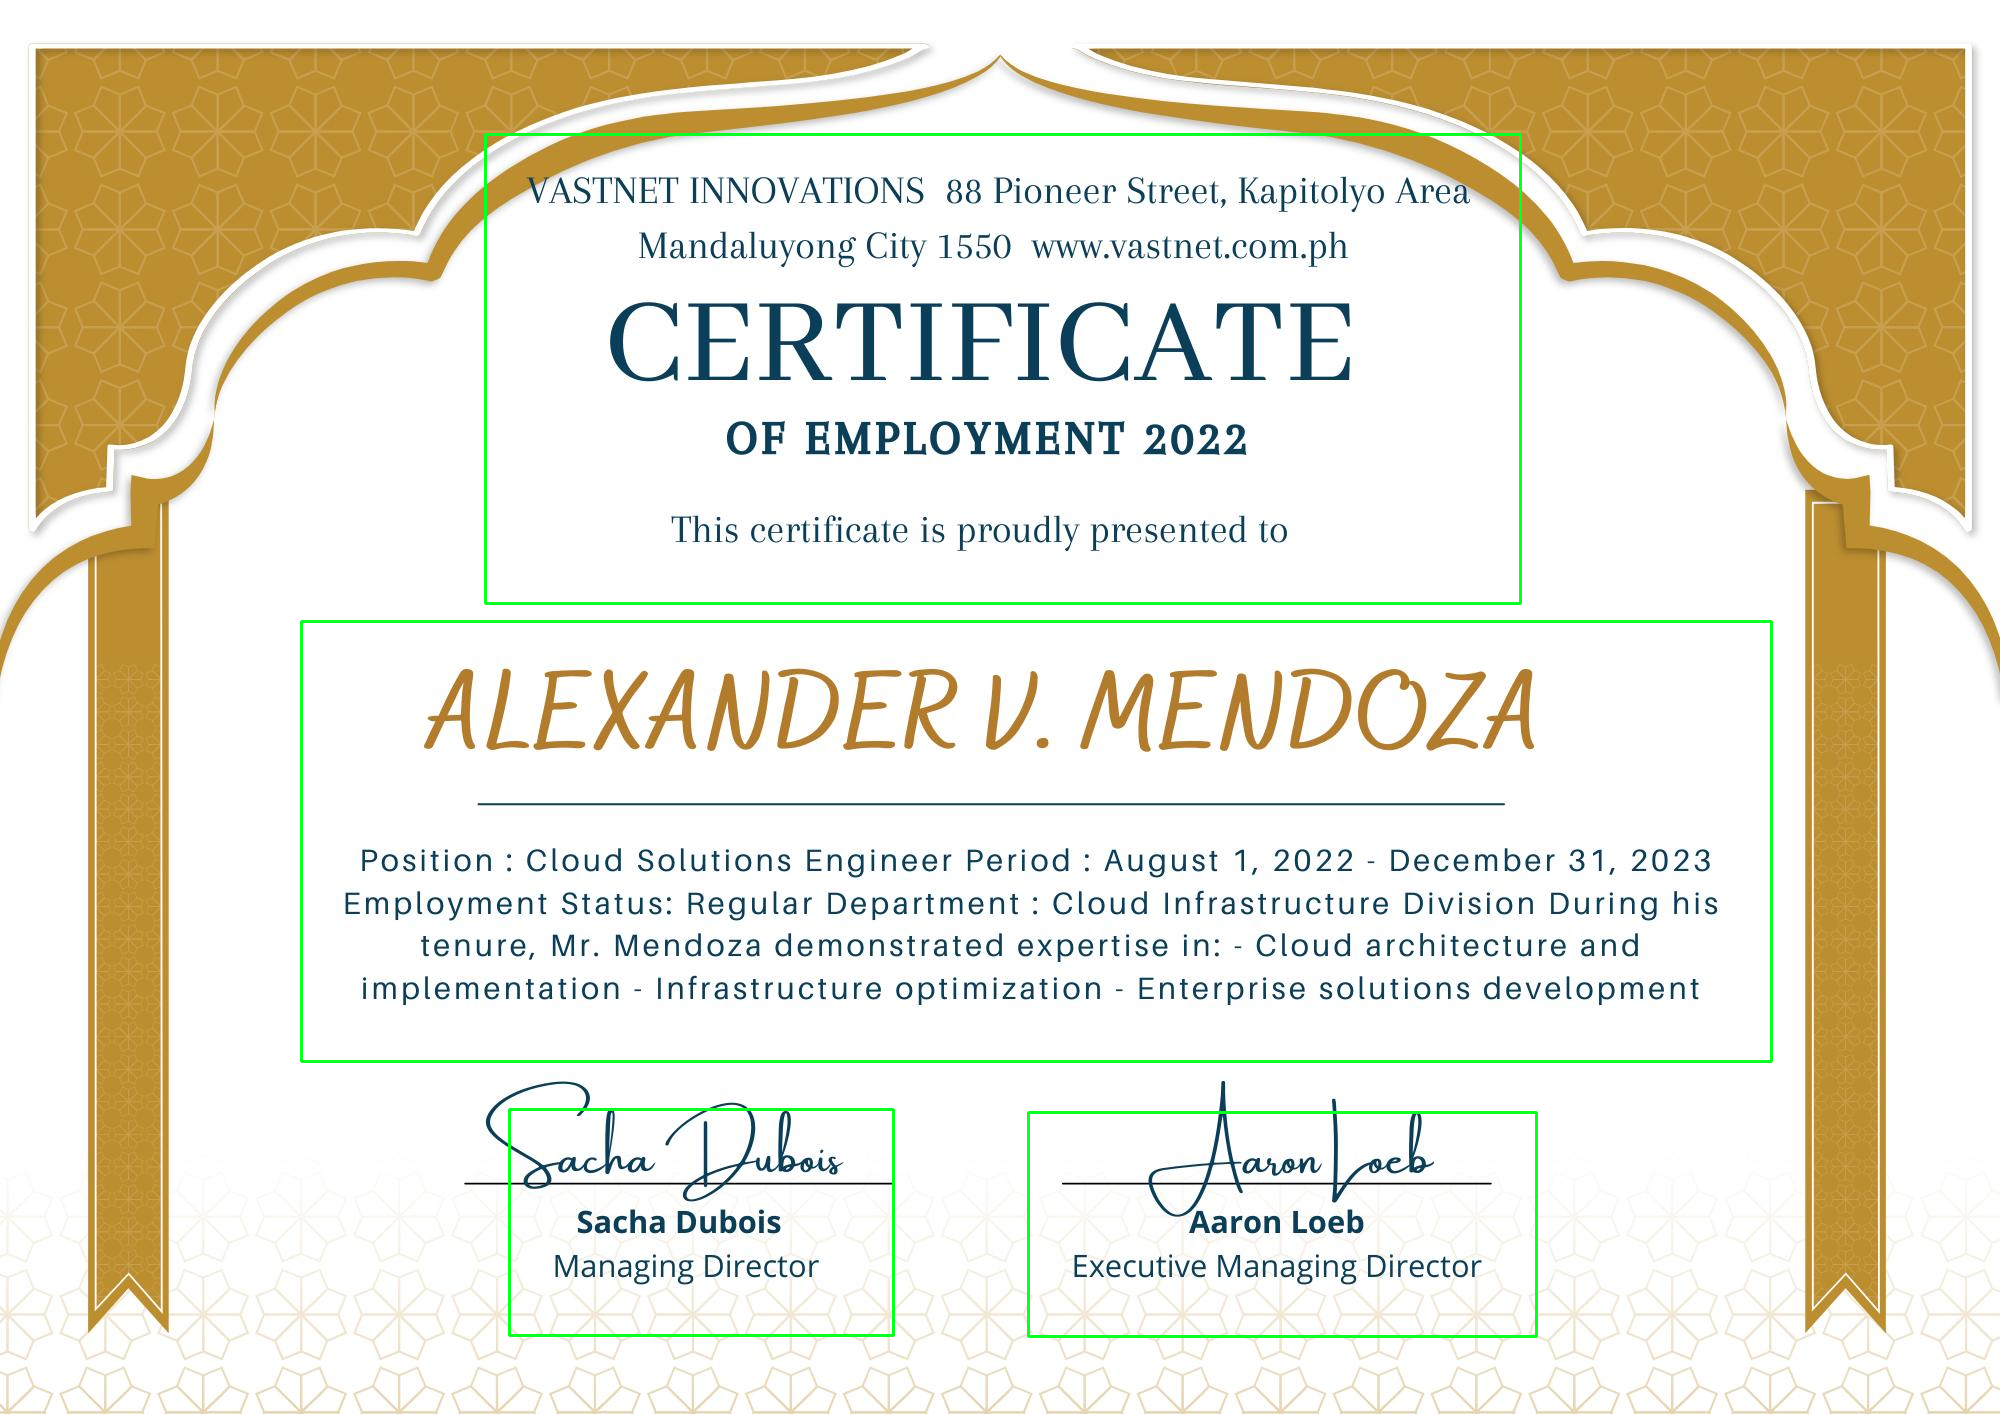 VASTNET INNOVATIONS  88 Pioneer Street, Kapitolyo Area
Mandaluyong City 1550  www.vastnet.com.ph
CERTIFICATE
OF EMPLOYMENT 2022
This certificate is proudly presented to
ALEXANDER V. MENDOZA
Position : Cloud Solutions Engineer Period : August 1, 2022 - December 31, 2023
Employment Status: Regular Department : Cloud Infrastructure Division During his
tenure, Mr. Mendoza demonstrated expertise in: - Cloud architecture and
implementation - Infrastructure optimization - Enterprise solutions development
Sacha Dubois
Sacha Dubois
Managing Director
Aaron Loeb
Aaron Loeb
Executive Managing Director